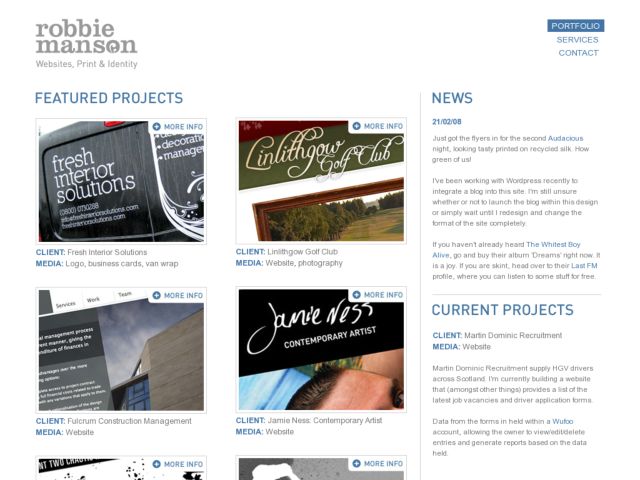 robbie
manson
Websites, Print & Identity
PORTFOLIO
SERVICES
CONTACT
FEATURED PROJECTS
MORE INFO
fresh
interior
solutions
(0800) 0710288
info@freshinteriorsolutions.com
freshinteriorsolutions.com
CLIENT: Fresh Interior Solutions
MEDIA: Logo, business cards, van wrap
MORE INFO
Linlithgow
Golf Club
CLIENT: Linlithgow Golf Club
MEDIA: Website, photography
MORE INFO
Services Work Team
management process
manner, giving the
of finances in
CLIENT: Fulcrum Construction Management
MEDIA: Website
MORE INFO
Jamie Ness
CONTEMPORARY ARTIST
CLIENT: Jamie Ness: Contemporary Artist
MEDIA: Website
MORE INFO
MORE INFO
NEWS
21/02/08
Just got the flyers in for the second Audacious
night, looking tasty printed on recycled silk. How
green of us!
I've been working with Wordpress recently to
integrate a blog into this site. I'm still unsure
whether or not to launch the blog within this design
or simply wait until I redesign and change the
format of the site completely.
If you haven't already heard The Whitest Boy
Alive, go and buy their album 'Dreams' right now. It
is a joy. If you are skint, head over to their Last FM
profile, where you can listen to some stuff for free.
CURRENT PROJECTS
CLIENT: Martin Dominic Recruitment
MEDIA: Website
Martin Dominic Recruitment supply HGV drivers
across Scotland. I'm currently building a website
that (amongst other things) provides a list of the
latest job vacancies and driver application forms.
Data from the forms in held within a Wufoo
account, allowing the owner to view/edit/delete
entries and generate reports based on the data
held.